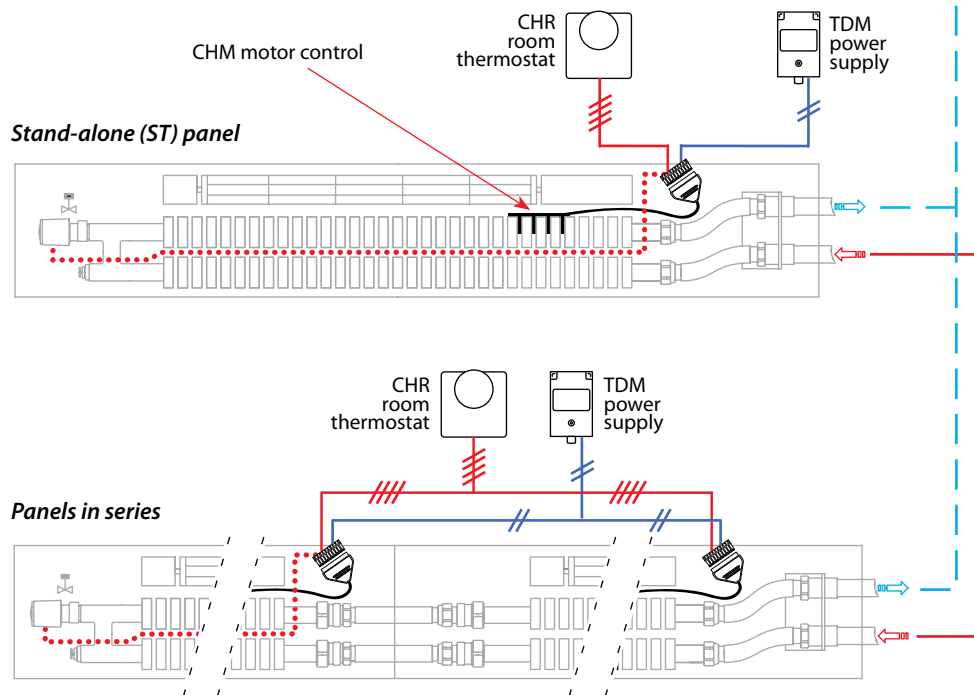 CHR
room
thermostat
TDM
power
supply
CHM motor control
Stand-alone (ST) panel
CHR
room
thermostat
TDM
power
supply
Panels in series